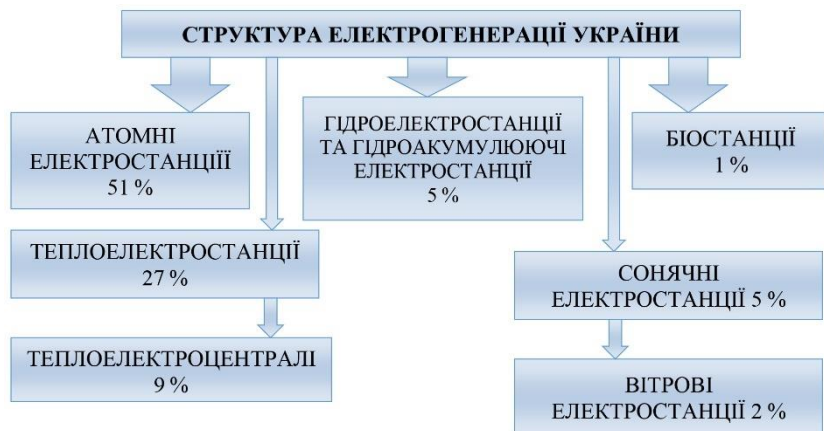 СТРУКТУРА ЕЛЕКТРОГЕНЕРАЦІЇ УКРАЇНИ
АТОМНІ
ЕЛЕКТРОСТАНЦІЇЇ
51 %
ГІДРОЕЛЕКТРОСТАНЦІЇ
ТА ГІДРОАКУМУЛЮЮЧІ
ЕЛЕКТРОСТАНЦІЇ
5 %
БІОСТАНЦІЇ
1 %
ТЕПЛОЕЛЕКТРОСТАНЦІЇ
27 %
СОНЯЧНІ
ЕЛЕКТРОСТАНЦІЇ 5 %
ТЕПЛОЕЛЕКТРОЦЕНТРАЛІ
9 %
ВІТРОВІ
ЕЛЕКТРОСТАНЦІЇ 2 %